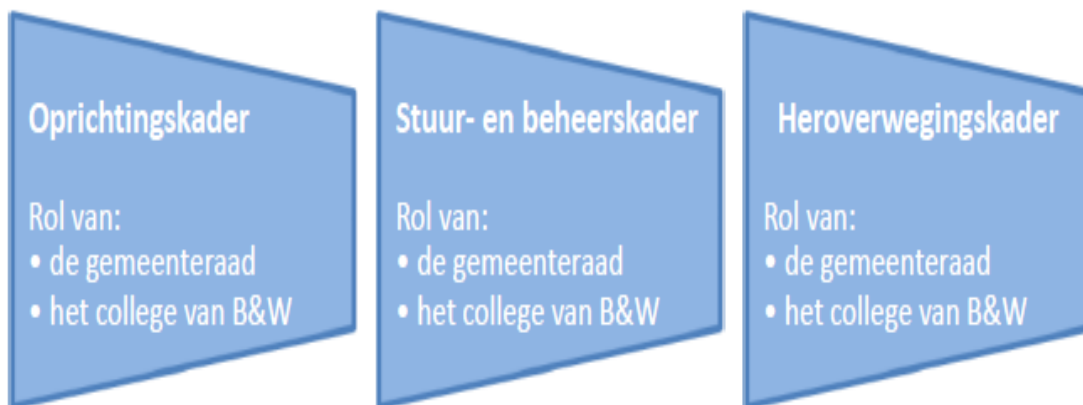 Oprichtingskader
Rol van:
• de gemeenteraad
• het college van B&W
Stuur- en beheerskader
Rol van:
• de gemeenteraad
• het college van B&W
Heroverwegingskader
Rol van:
• de gemeenteraad
• het college van B&W